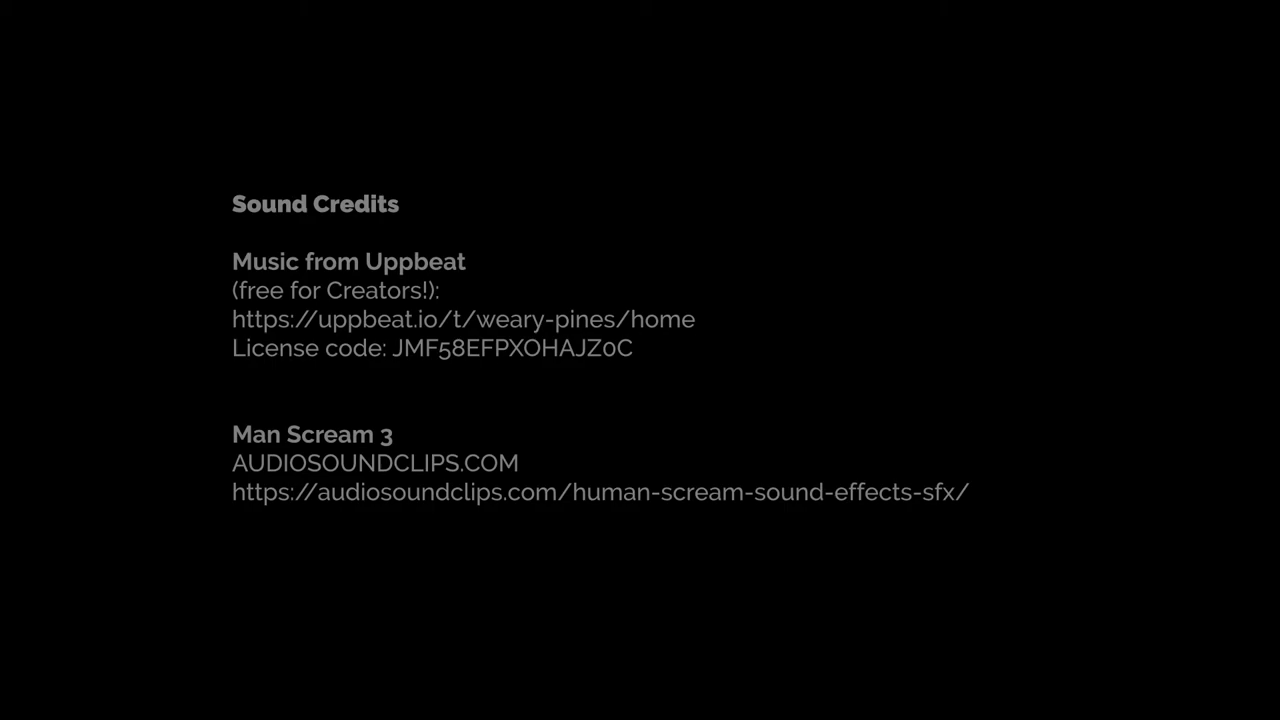 Sound Credits
Music from Uppbeat
(free for Creators!):
https://uppbeat.io/t/weary-pines/home
License code: JMF58EFPXOHAJZ0C
Man Scream 3
AUDIOSOUNDCLIPS.COM
https://audiosoundclips.com/human-scream-sound-effects-sfx/